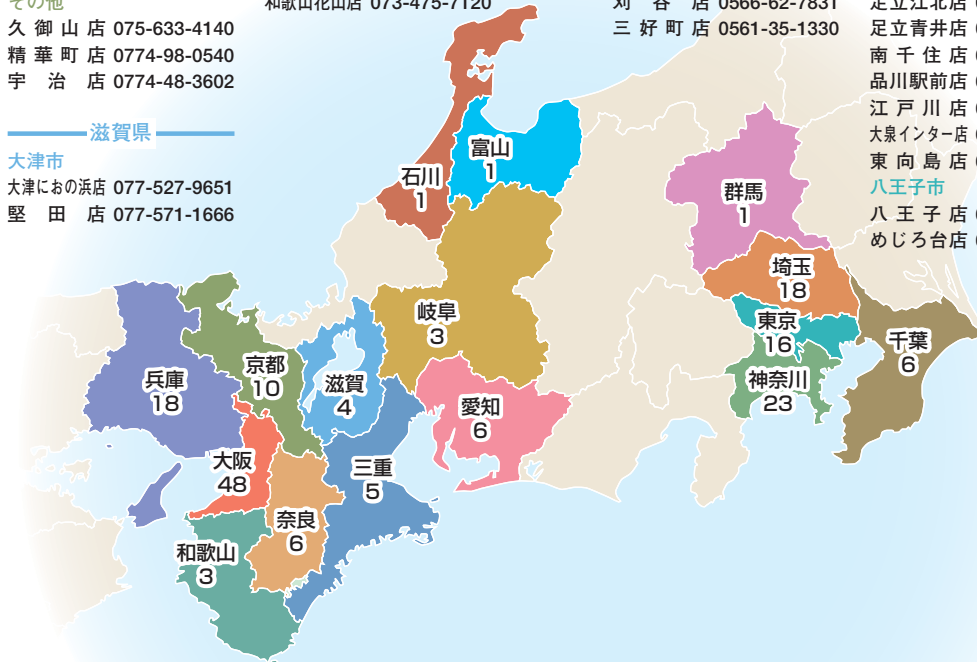 その他
久御山店 075-633-4140
精華町店 0774-98-0540
宇治店 0774-48-3602
滋賀県
大津市
大津におの浜店 077-527-9651
堅田店 077-571-1666
和歌山花山店 073-475-7120
刈谷店 0566-62-7831
三好町店 0561-35-1330
足立江北店
足立青井店
南千住店
品川駅前店
江戸川店
大泉インター店
東向島店
八王子市
八王子店
めじろ台店
石川
1
富山
1
群馬
1
埼玉
18
東京
16
千葉
6
神奈川
23
岐阜
3
愛知
6
兵庫
18
京都
10
滋賀
4
大阪
48
三重
5
奈良
6
和歌山
3